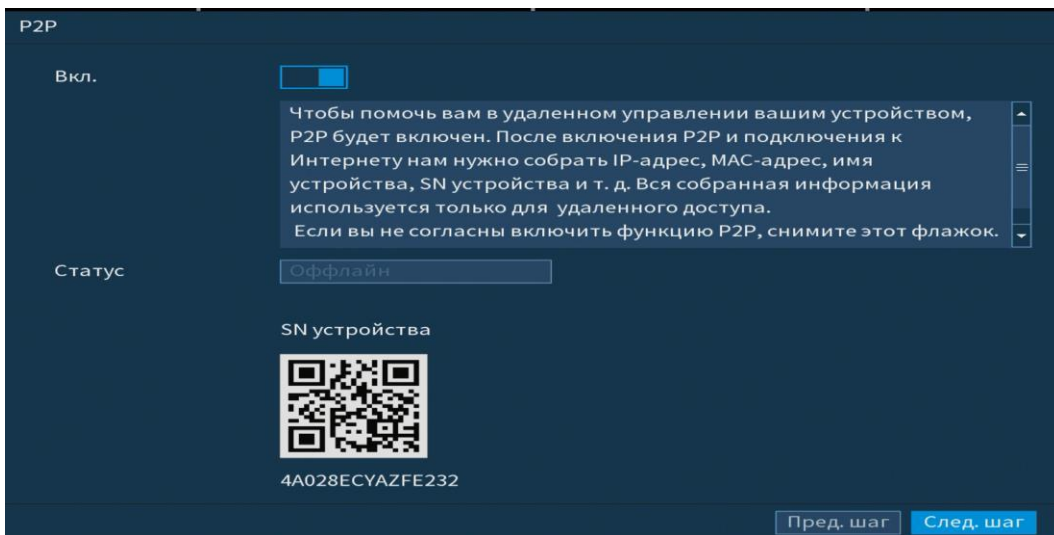 P2P
Вкл.
Чтобы помочь вам в удаленном управлении вашим устройством,
P2P будет включен. После включения P2P и подключения к
Интернету нам нужно собрать IP-адрес, MAC-адрес, имя
устройства, SN устройства и т. д. Вся собранная информация
используется только для удаленного доступа.
Если вы не согласны включить функцию P2P, снимите этот флажок.
Статус
Оффлайн
SN устройства
4A028ECYAZFE232
Пред. шаг
След. шаг